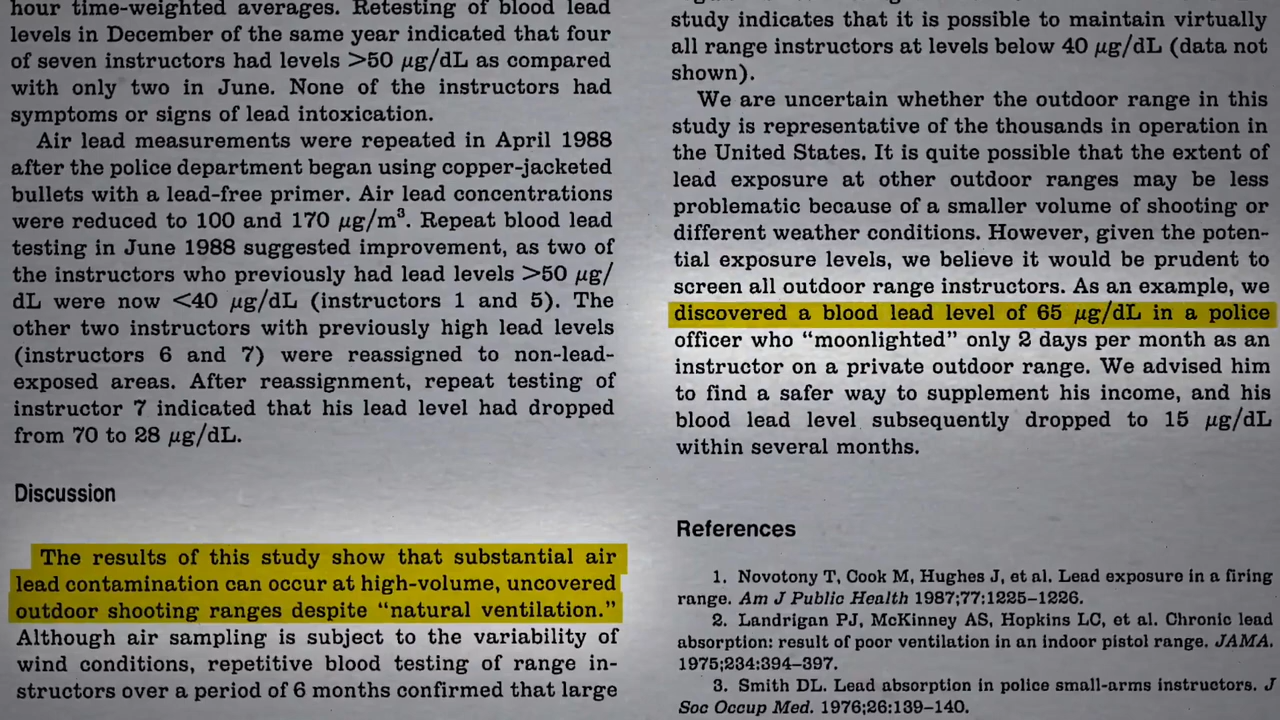 hour time-weighted averages. Retesting of blood lead
levels in December of the same year indicated that four
of seven instructors had levels >50 μg/dL as compared
with only two in June. None of the instructors had
symptoms or signs of lead intoxication.
Air lead measurements were repeated in April 1988
after the police department began using copper-jacketed
bullets with a lead-free primer. Air lead concentrations
were reduced to 100 and 170 μg/m³. Repeat blood lead
testing in June 1988 suggested improvement, as two of
the instructors who previously had lead levels >50 μg/
dL were now <40 μg/dL (instructors 1 and 5). The
other two instructors with previously high lead levels
(instructors 6 and 7) were reassigned to non-lead-
exposed areas. After reassignment, repeat testing of
instructor 7 indicated that his lead level had dropped
from 70 to 28 μg/dL.
Discussion
The results of this study show that substantial air
lead contamination can occur at high-volume, uncovered
outdoor shooting ranges despite “natural ventilation.”
Although air sampling is subject to the variability of
wind conditions, repetitive blood testing of range in-
structors over a period of 6 months confirmed that large
study indicates that it is possible to maintain virtually
all range instructors at levels below 40 μg/dL (data not
shown).
We are uncertain whether the outdoor range in this
study is representative of the thousands in operation in
the United States. It is quite possible that the extent of
lead exposure at other outdoor ranges may be less
problematic because of a smaller volume of shooting or
different weather conditions. However, given the poten-
tial exposure levels, we believe it would be prudent to
screen all outdoor range instructors. As an example, we
discovered a blood lead level of 65 μg/dL in a police
officer who “moonlighted” only 2 days per month as an
instructor on a private outdoor range. We advised him
to find a safer way to supplement his income, and his
blood lead level subsequently dropped to 15 μg/dL
within several months.
References
1. Novotony T, Cook M, Hughes J, et al. Lead exposure in a firing
range. Am J Public Health 1987;77:1225–1226.
2. Landrigan PJ, McKinney AS, Hopkins LC, et al. Chronic lead
absorption: result of poor ventilation in an indoor pistol range. JAMA.
1975;234:394–397.
3. Smith DL. Lead absorption in police small-arms instructors. J
Soc Occup Med. 1976;26:139–140.